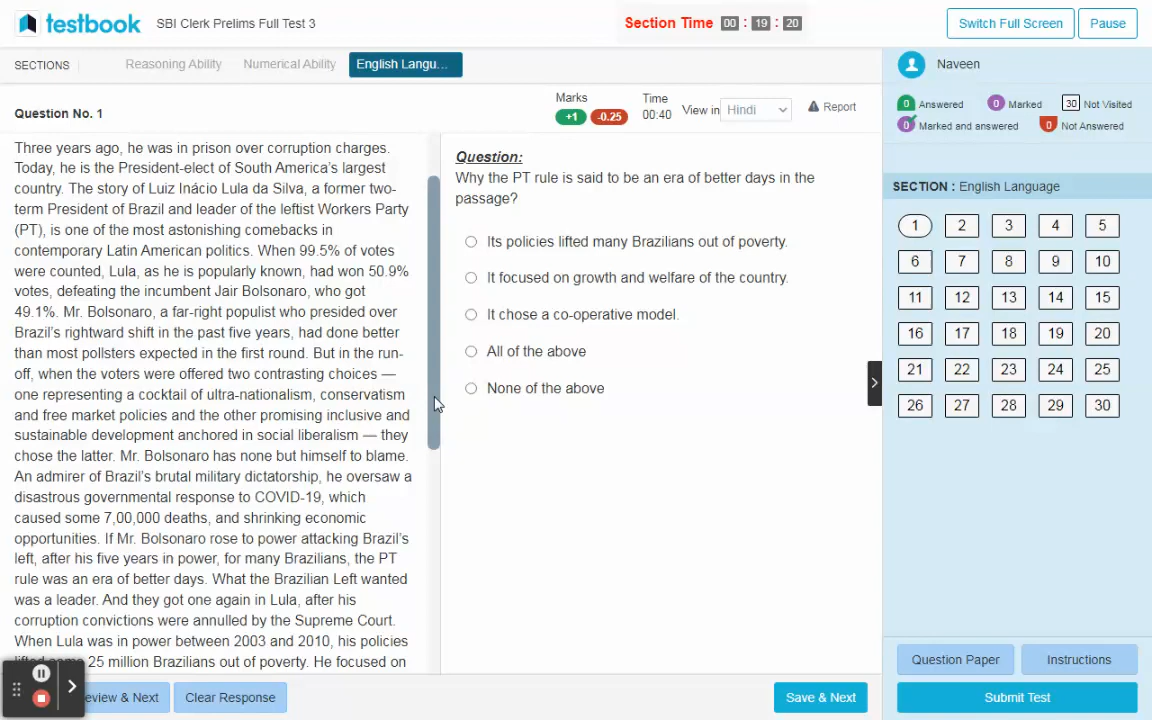 testbook
SBI Clerk Prelims Full Test 3
Section Time 00 : 19 : 20
Switch Full Screen
Pause
SECTIONS
Reasoning Ability
Numerical Ability
English Langu...
Naveen
Question No. 1
Marks
+1 -0.25
Time
00:40
View in Hindi
Report
0 Answered 0 Marked 30 Not Visited
0 Marked and answered 0 Not Answered
SECTION : English Language
Three years ago, he was in prison over corruption charges.
Today, he is the President-elect of South America's largest
country. The story of Luiz Inácio Lula da Silva, a former two-
term President of Brazil and leader of the leftist Workers Party
(PT), is one of the most astonishing comebacks in
contemporary Latin American politics. When 99.5% of votes
were counted, Lula, as he is popularly known, had won 50.9%
votes, defeating the incumbent Jair Bolsonaro, who got
49.1%. Mr. Bolsonaro, a far-right populist who presided over
Brazil's rightward shift in the past five years, had done better
than most pollsters expected in the first round. But in the run-
off, when the voters were offered two contrasting choices —
one representing a cocktail of ultra-nationalism, conservatism
and free market policies and the other promising inclusive and
sustainable development anchored in social liberalism — they
chose the latter. Mr. Bolsonaro has none but himself to blame.
An admirer of Brazil's brutal military dictatorship, he oversaw a
disastrous governmental response to COVID-19, which
caused some 7,00,000 deaths, and shrinking economic
opportunities. If Mr. Bolsonaro rose to power attacking Brazil's
left, after his five years in power, for many Brazilians, the PT
rule was an era of better days. What the Brazilian Left wanted
was a leader. And they got one again in Lula, after his
corruption convictions were annulled by the Supreme Court.
When Lula was in power between 2003 and 2010, his policies
25 million Brazilians out of poverty. He focused on
Question:
Why the PT rule is said to be an era of better days in the
passage?
Its policies lifted many Brazilians out of poverty.
It focused on growth and welfare of the country.
It chose a co-operative model.
All of the above
None of the above
1 2 3 4 5
6 7 8 9 10
11 12 13 14 15
16 17 18 19 20
21 22 23 24 25
26 27 28 29 30
Question Paper
Instructions
eview & Next
Clear Response
Save & Next
Submit Test